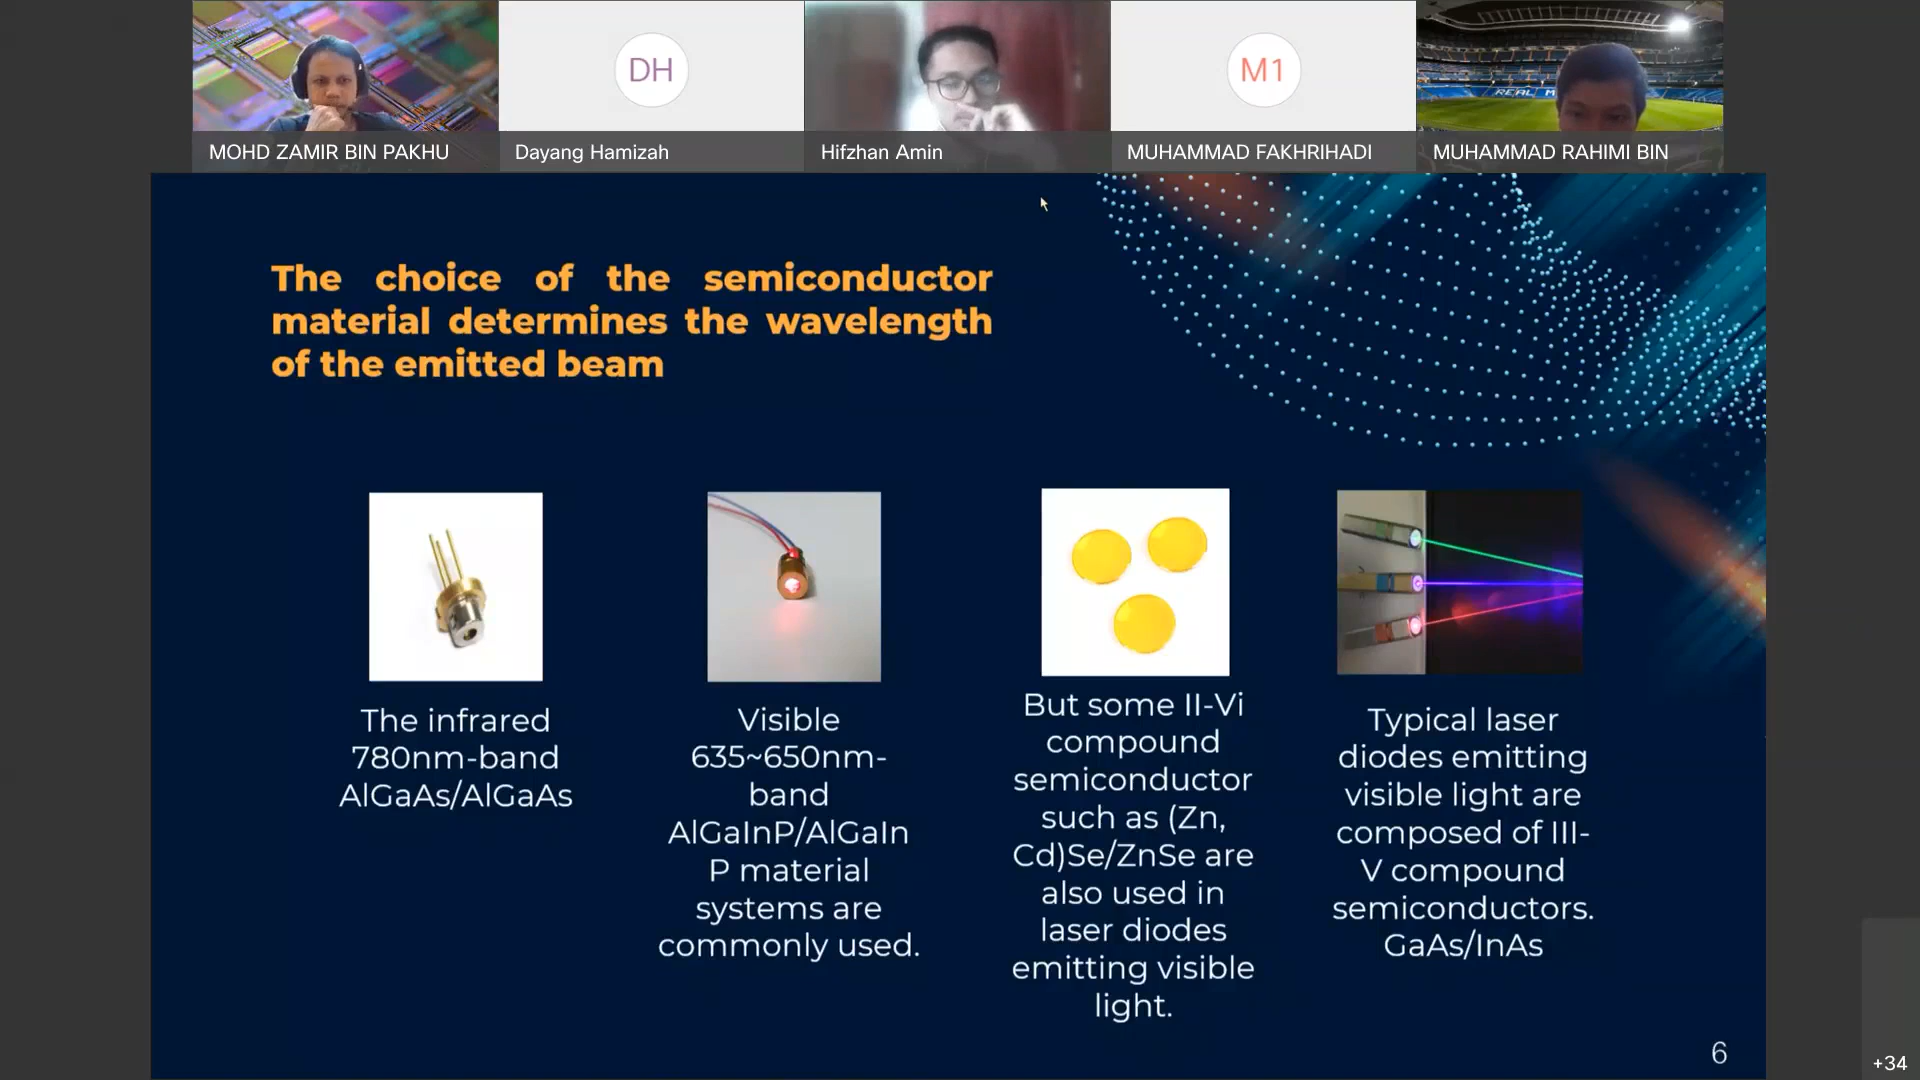 DH
M1
REAL M
MOHD ZAMIR BIN PAKHU
Dayang Hamizah
Hifzhan Amin
MUHAMMAD FAKHRIHADI
MUHAMMAD RAHIMI BIN
The choice of the semiconductor
material determines the wavelength
of the emitted beam
The infrared
780nm-band
AlGaAs/AlGaAs
Visible
635~650nm-
band
AlGaInP/AlGaIn
P material
systems are
commonly used.
But some II-Vi
compound
semiconductor
such as (Zn,
Cd)Se/ZnSe are
also used in
laser diodes
emitting visible
light.
Typical laser
diodes emitting
visible light are
composed of III-
V compound
semiconductors.
GaAs/InAs
6
+34